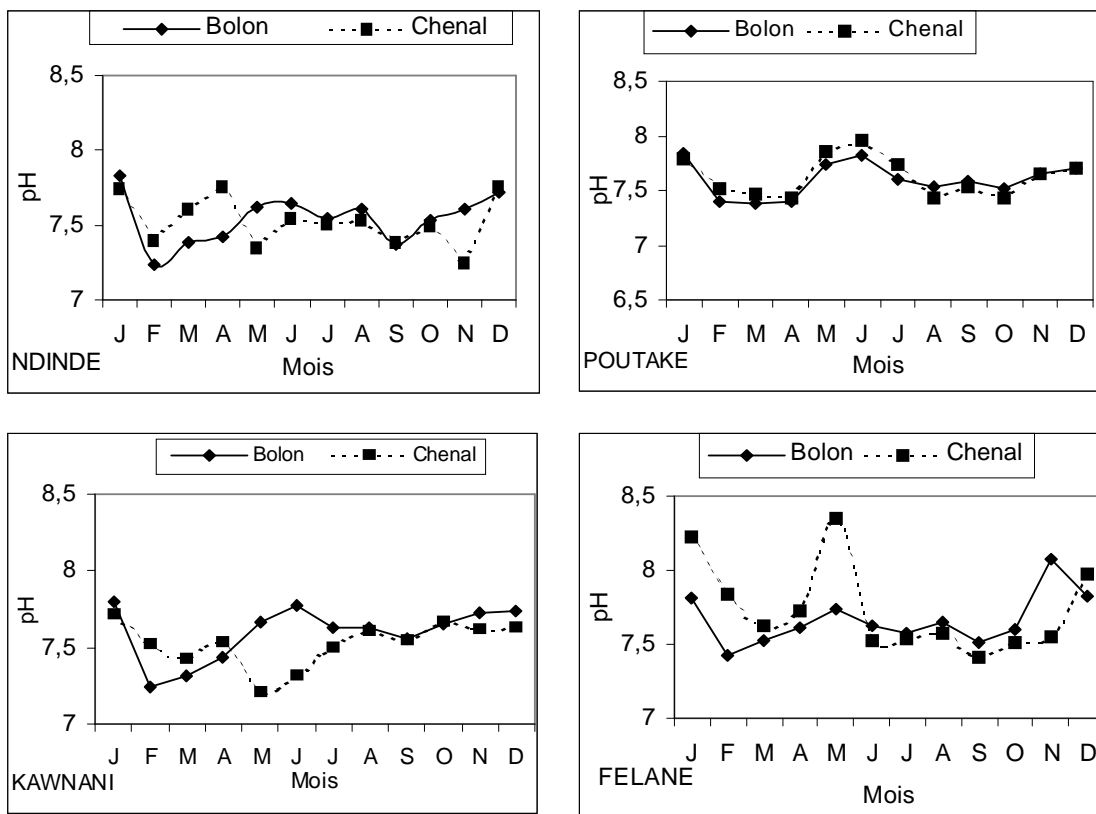 Bolon Chenal
8,5
8
7,5
7
pH
J F M A M J J A S O N D
NDINDE
Mois
Bolon Chenal
8,5
8
7,5
7
6,5
pH
J F M A M J J A S O N D
POUTAKE
Mois
Bolon Chenal
8,5
8
7,5
7
pH
J F M A M J J A S O N D
KAWNANI
Mois
Bolon Chenal
8,5
8
7,5
7
pH
J F M A M J J A S O N D
FELANE
Mois